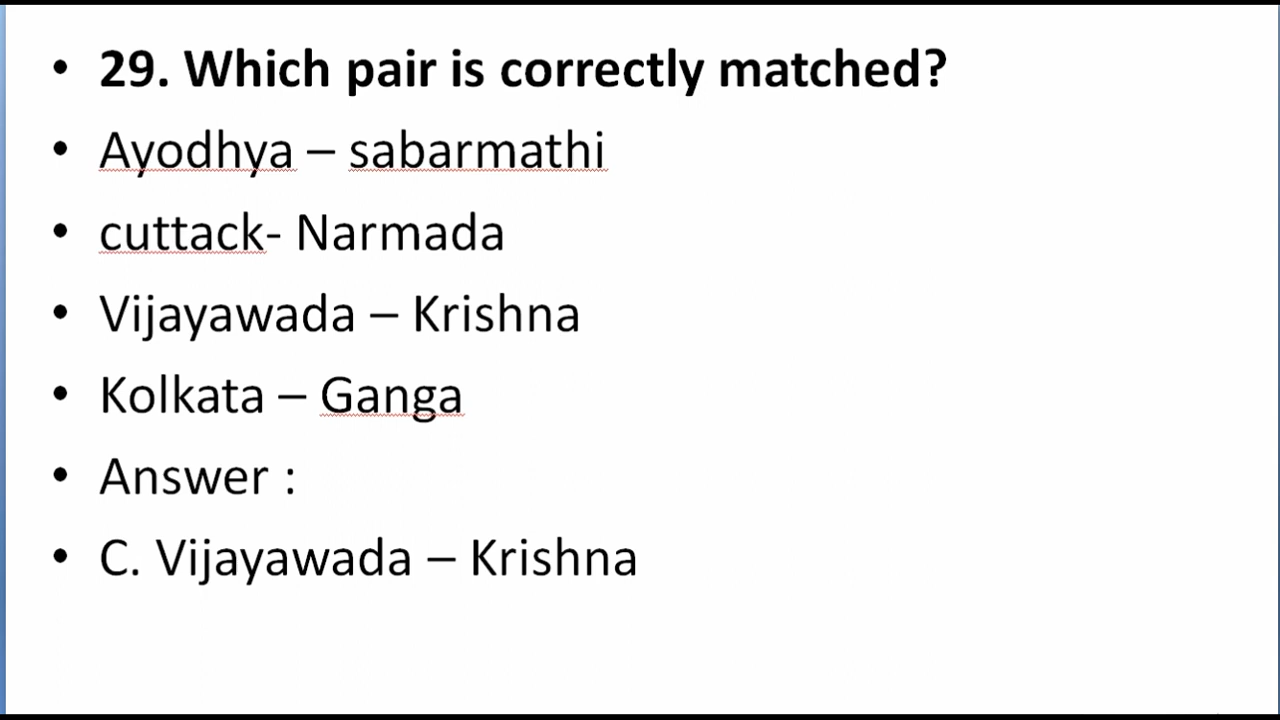 • 29. Which pair is correctly matched?
• Ayodhya – sabarmathi
• cuttack- Narmada
• Vijayawada – Krishna
• Kolkata – Ganga
• Answer :
• C. Vijayawada – Krishna